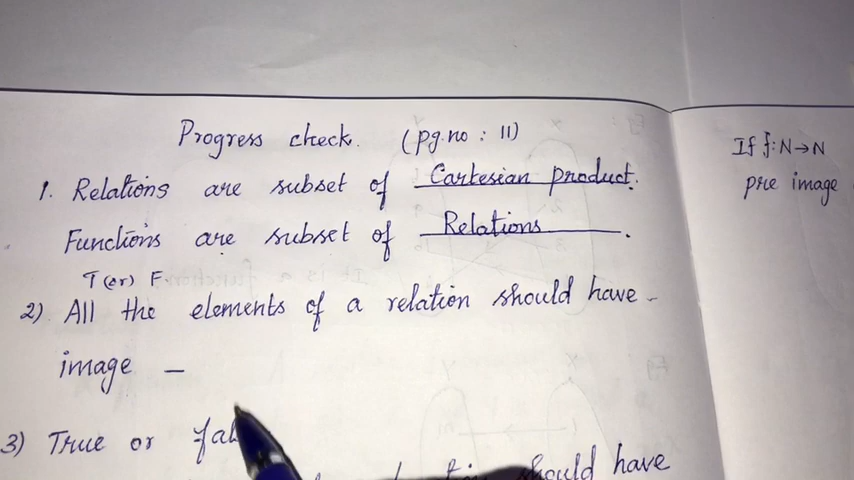 Progress check. (pg.no : 11)
1. Relations are subset of Cartesian product.
Functions are subset of Relations.
T (or) F
2) All the elements of a relation should have
image -
3) True or
should have
If f:N→N
pre image